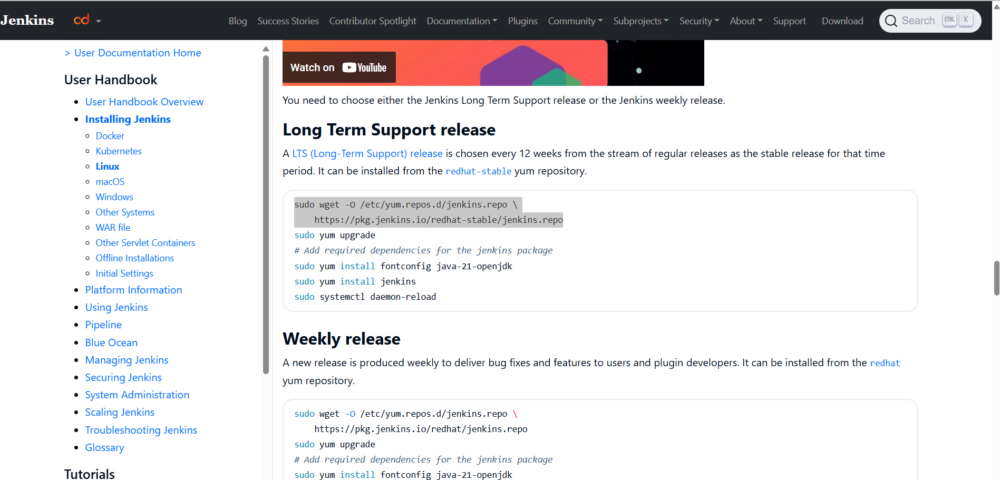 Jenkins
cd
Blog Success Stories Contributor Spotlight Documentation Plugins Community Subprojects Security About Support Download Search CTRL K
> User Documentation Home
User Handbook
User Handbook Overview
Installing Jenkins
Docker
Kubernetes
Linux
macOS
Windows
Other Systems
WAR file
Other Servlet Containers
Offline Installations
Initial Settings
Platform Information
Using Jenkins
Pipeline
Blue Ocean
Managing Jenkins
Securing Jenkins
System Administration
Scaling Jenkins
Troubleshooting Jenkins
Glossary
Tutorials
Watch on YouTube
You need to choose either the Jenkins Long Term Support release or the Jenkins weekly release.
Long Term Support release
A LTS (Long-Term Support) release is chosen every 12 weeks from the stream of regular releases as the stable release for that time
period. It can be installed from the redhat-stable yum repository.
sudo wget -O /etc/yum.repos.d/jenkins.repo \
https://pkg.jenkins.io/redhat-stable/jenkins.repo
sudo yum upgrade
# Add required dependencies for the jenkins package
sudo yum install fontconfig java-21-openjdk
sudo yum install jenkins
sudo systemctl daemon-reload
Weekly release
A new release is produced weekly to deliver bug fixes and features to users and plugin developers. It can be installed from the redhat
yum repository.
sudo wget -O /etc/yum.repos.d/jenkins.repo \
https://pkg.jenkins.io/redhat/jenkins.repo
sudo yum upgrade
# Add required dependencies for the jenkins package
sudo yum install fontconfig java-21-openjdk